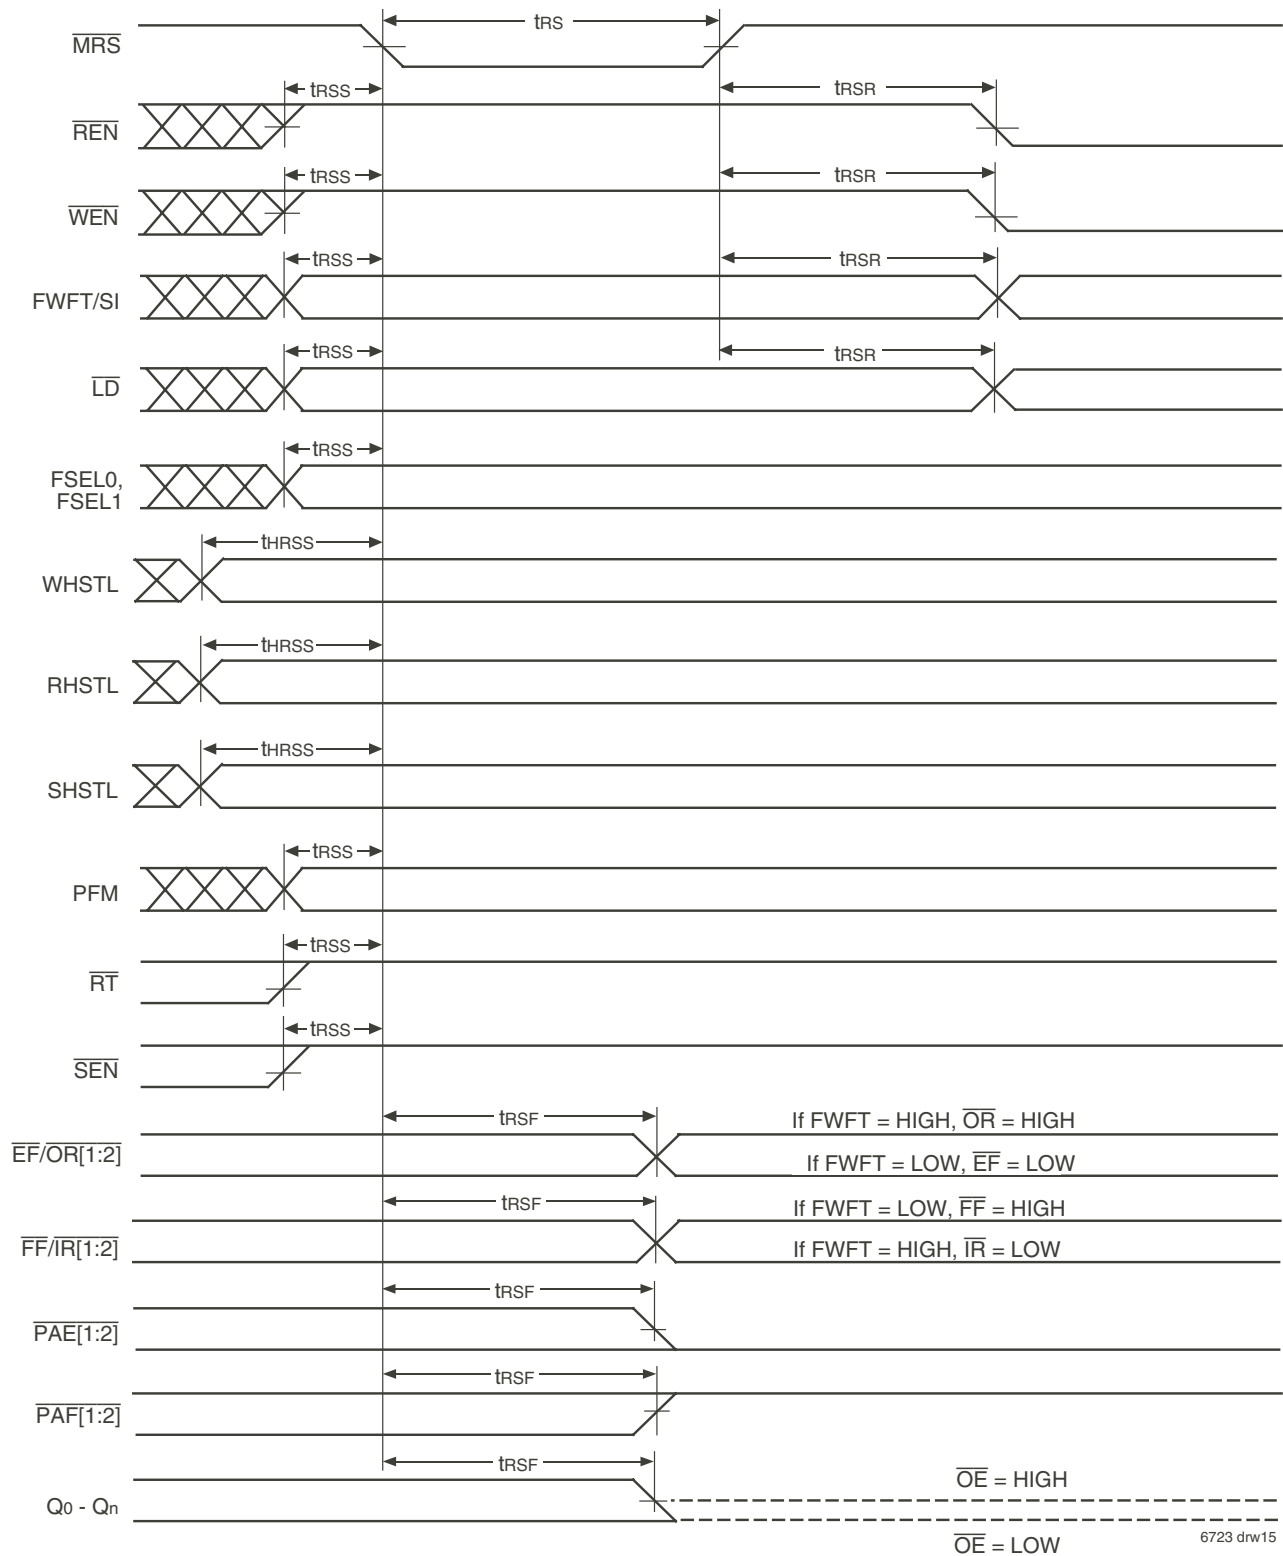 tRS
MRS
tRSS
tRSR
REN
tRSS
tRSR
WEN
tRSS
tRSR
FWFT/SI
tRSS
tRSR
LD
tRSS
FSEL0,
FSEL1
tHRSS
WHSTL
tHRSS
RHSTL
tHRSS
SHSTL
tRSS
PFM
tRSS
RT
tRSS
SEN
tRSF
If FWFT = HIGH, OR = HIGH
EF/OR[1:2]
If FWFT = LOW, EF = LOW
tRSF
If FWFT = LOW, FF = HIGH
FF/IR[1:2]
If FWFT = HIGH, IR = LOW
tRSF
PAE[1:2]
tRSF
PAF[1:2]
tRSF
OE = HIGH
Q0 - Qn
OE = LOW
6723 drw15